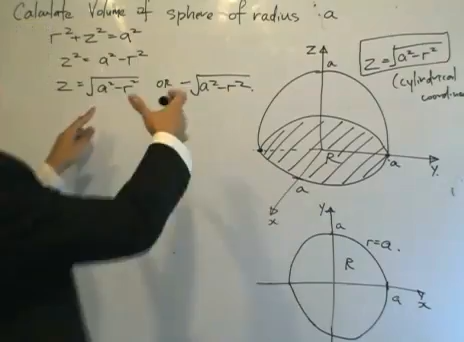 Calculate Volume of sphere of radius : a
r²+z²=a²
z²= a²-r²
z=√a²-r² OR -√a²-r².
z
z=√a²-r²
(cylindrical
a
R
a
y
a
x
y
a
r=a.
R
a
x